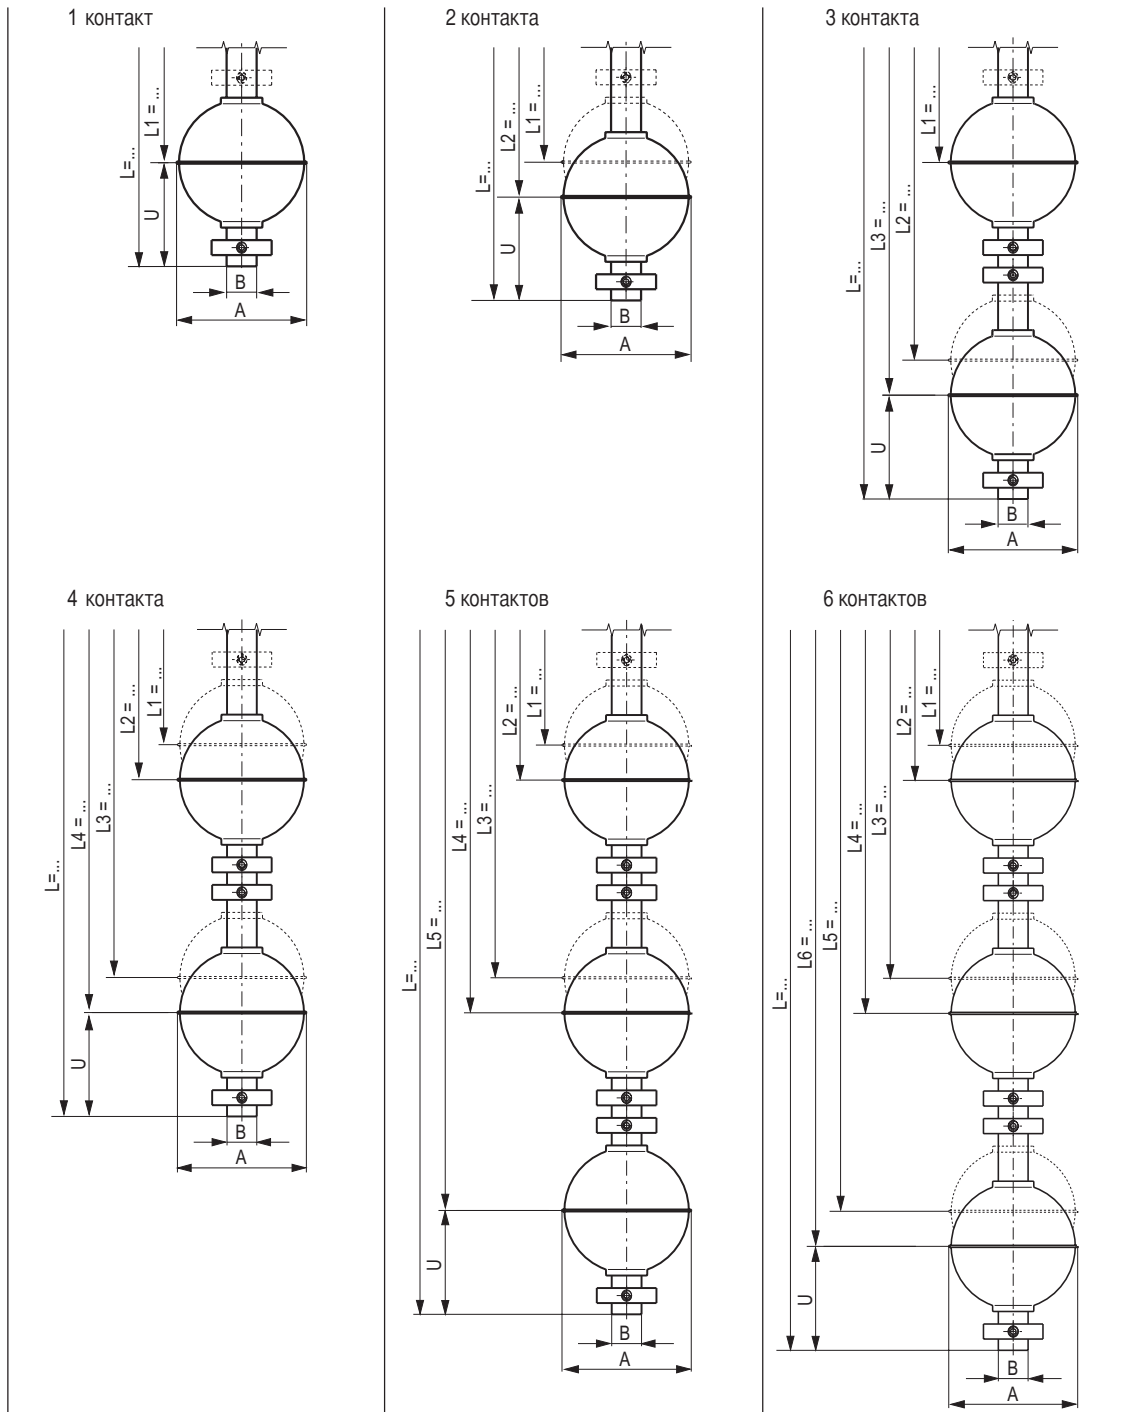 1 контакт
L=...
L1 = ...
U
B
A
2 контакта
L=...
L2 = ...
L1 = ...
U
B
A
3 контакта
L=...
L3 = ...
L2 = ...
L1 = ...
U
B
A
4 контакта
L=...
L4 = ...
L3 = ...
L2 = ...
L1 = ...
U
B
A
5 контактов
L=...
L5 = ...
L4 = ...
L3 = ...
L2 = ...
L1 = ...
U
B
A
6 контактов
L=...
L6 = ...
L5 = ...
L4 = ...
L3 = ...
L2 = ...
L1 = ...
U
B
A